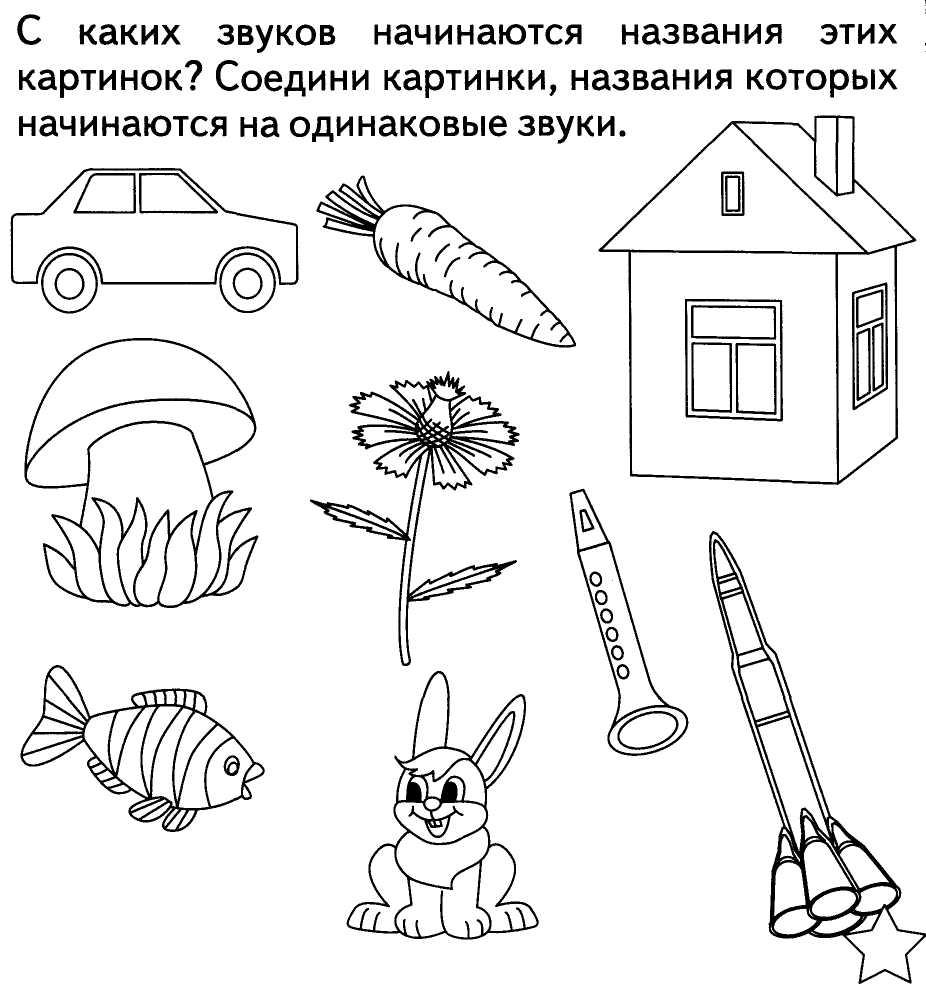 С каких звуков начинаются названия этих
картинок? Соедини картинки, названия которых
начинаются на одинаковые звуки.